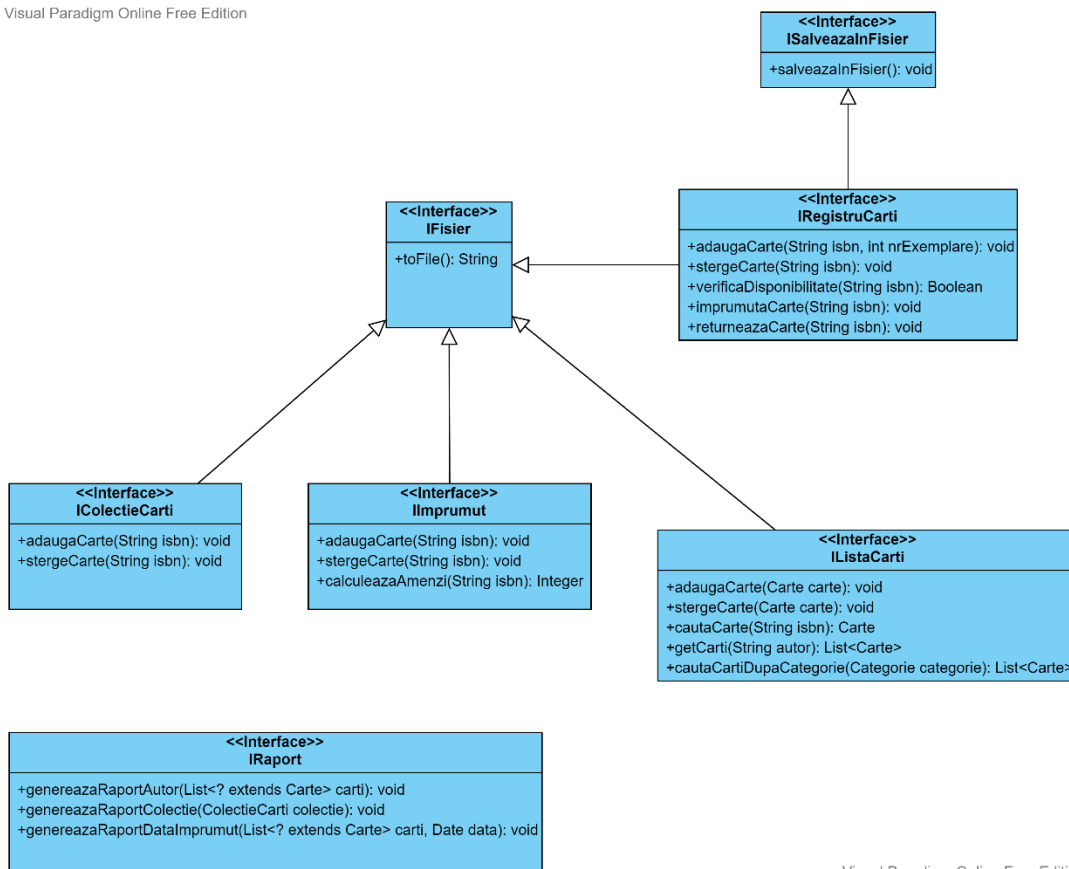 Visual Paradigm Online Free Edition
<<Interface>>
ISalveazaInFisier
+salveazaInFisier(): void
<<Interface>>
IRegistruCarti
+adaugaCarte(String isbn, int nrExemplare): void
+stergeCarte(String isbn): void
+verificaDisponibilitate(String isbn): Boolean
+imprumutaCarte(String isbn): void
+returneazaCarte(String isbn): void
<<Interface>>
IFisier
+toFile(): String
<<Interface>>
IColectieCarti
+adaugaCarte(String isbn): void
+stergeCarte(String isbn): void
<<Interface>>
IImprumut
+adaugaCarte(String isbn): void
+stergeCarte(String isbn): void
+calculeazaAmenzi(String isbn): Integer
<<Interface>>
IListaCarti
+adaugaCarte(Carte carte): void
+stergeCarte(Carte carte): void
+cautaCarte(String isbn): Carte
+getCarti(String autor): List<Carte>
+cautaCartiDupaCategorie(Categorie categorie): List<Carte>
<<Interface>>
IRaport
+genereazaRaportAutor(List<? extends Carte> carti): void
+genereazaRaportColectie(ColectieCarti colectie): void
+genereazaRaportDataImprumut(List<? extends Carte> carti, Date data): void